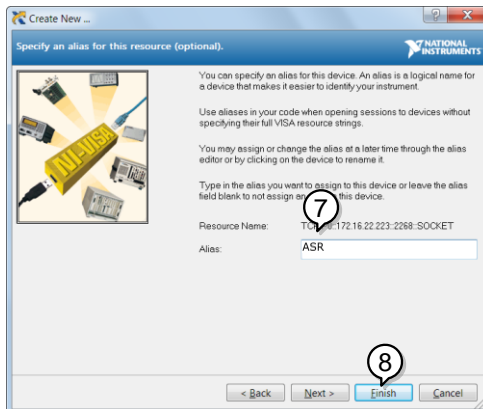 Create New ...
Specify an alias for this resource (optional).
NATIONAL
INSTRUMENTS
You can specify an alias for this device. An alias is a logical name for
a device that makes it easier to identify your instrument.
Use aliases in your code when opening sessions to devices without
specifying their full VISA resource strings.
You may assign or change the alias at a later time through the alias
editor or by clicking on the device to rename it.
Type in the alias you want to assign to this device or leave the alias
field blank to not assign an this device.
NI-VISA
7
Resource Name: ::172.16.22.223::2268::SOCKET
Alias: ASR
8
< Back Next > Finish Cancel